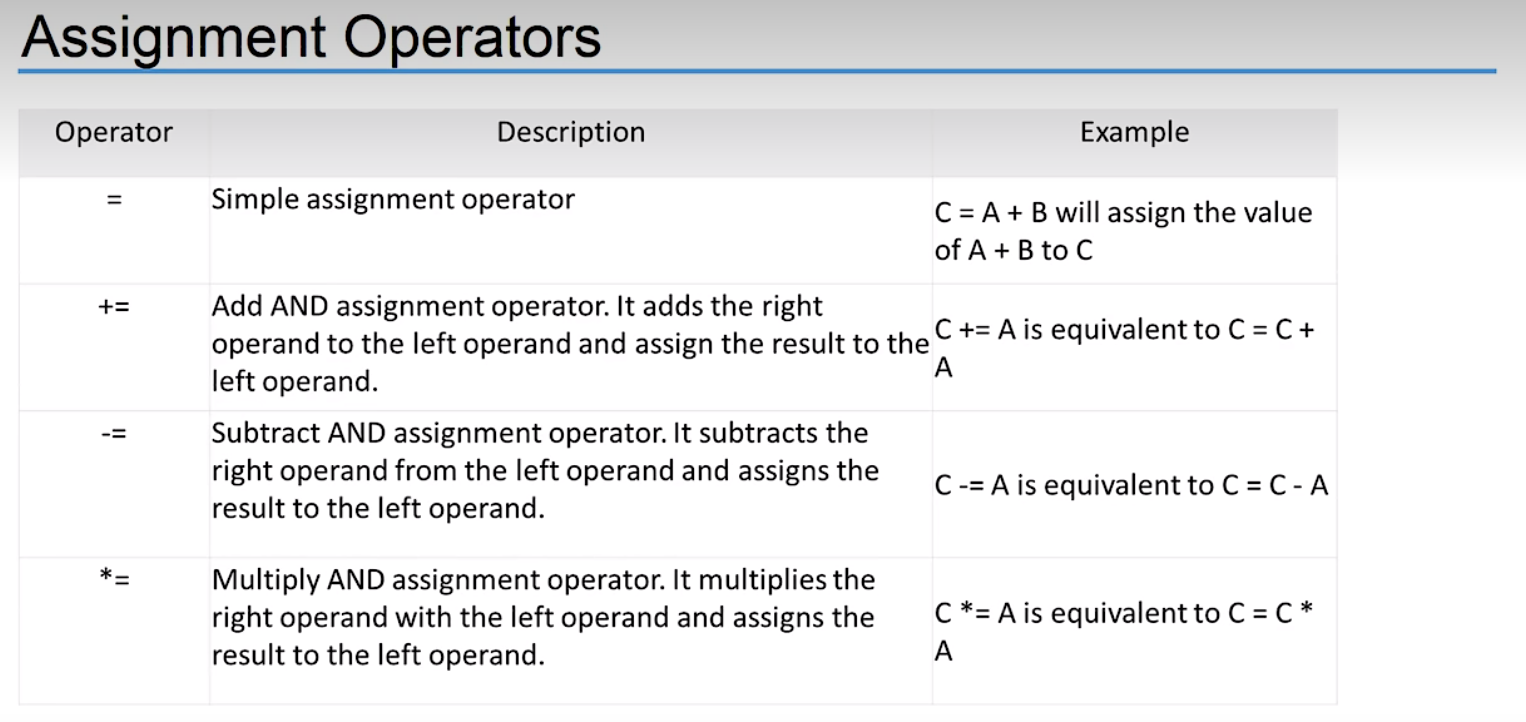 Assignment Operators
Operator Description Example
=
Simple assignment operator
C = A + B will assign the value
of A + B to C
+=
Add AND assignment operator. It adds the right
operand to the left operand and assign the result to the
left operand.
C += A is equivalent to C = C +
A
-=
Subtract AND assignment operator. It subtracts the
right operand from the left operand and assigns the
result to the left operand.
C -= A is equivalent to C = C - A
*=
Multiply AND assignment operator. It multiplies the
right operand with the left operand and assigns the
result to the left operand.
C *= A is equivalent to C = C *
A